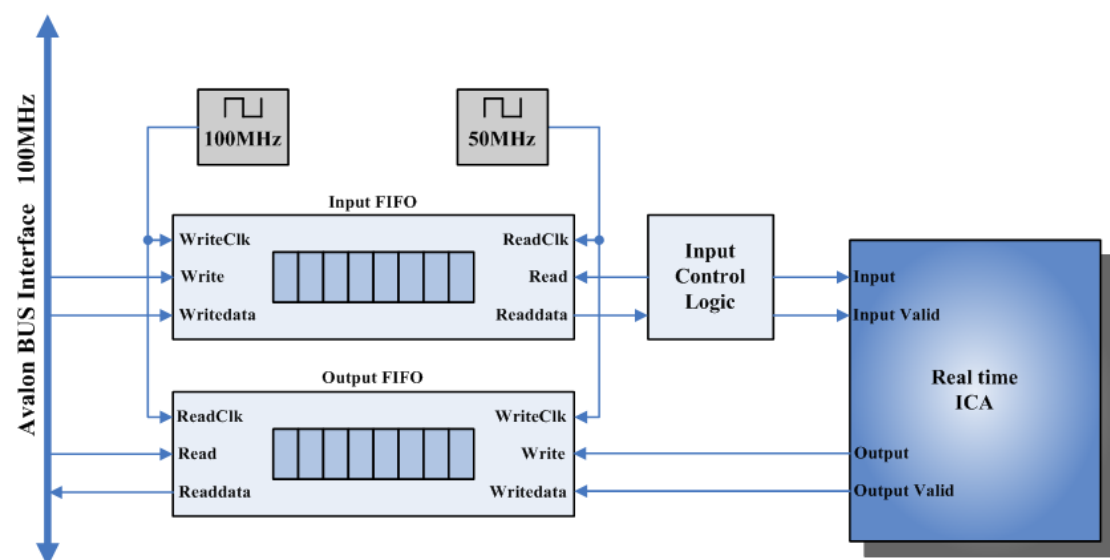 Avalon BUS Interface 100MHz
100MHz
50MHz
Input FIFO
WriteClk
Write
Writedata
ReadClk
Read
Readdata
Input
Control
Logic
Input
Input Valid
Real time
ICA
Output
Output Valid
Output FIFO
ReadClk
Read
Readdata
WriteClk
Write
Writedata